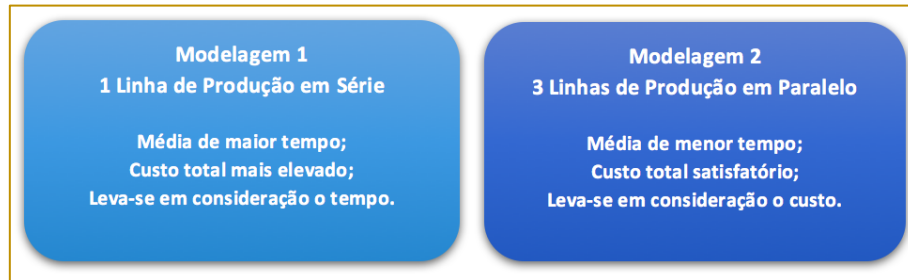 Modelagem 1
1 Linha de Produção em Série
Média de maior tempo;
Custo total mais elevado;
Leva-se em consideração o tempo.
Modelagem 2
3 Linhas de Produção em Paralelo
Média de menor tempo;
Custo total satisfatório;
Leva-se em consideração o custo.